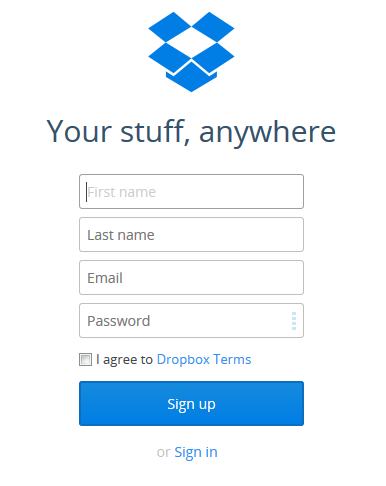 Your stuff, anywhere
First name
Last name
Email
Password
I agree to Dropbox Terms
Sign up
or Sign in